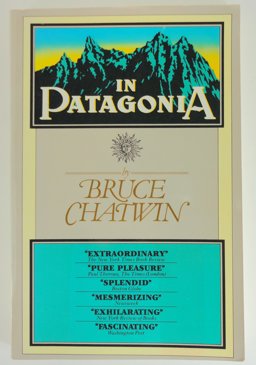 IN
PATAGONIA
by
BRUCE
CHATWIN
"EXTRAORDINARY"
The New York Times Book Review
"PURE PLEASURE"
Paul Theroux, The Times (London)
"SPLENDID"
Boston Globe
"MESMERIZING"
Newsweek
"EXHILARATING"
New York Review of Books
"FASCINATING"
Washington Post